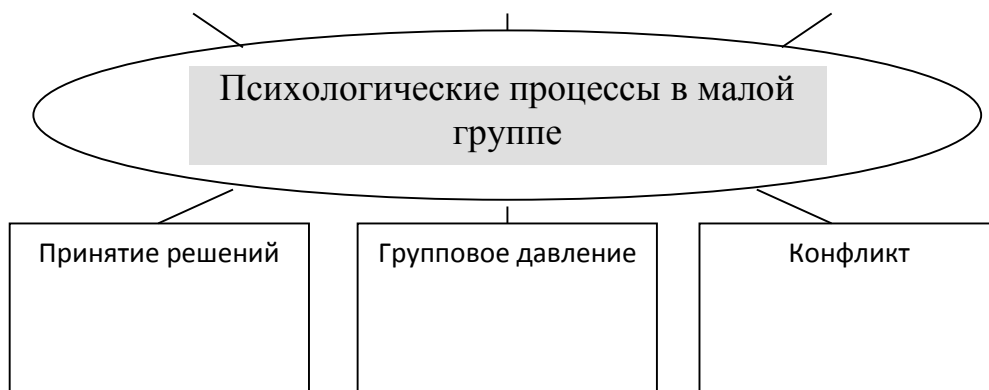 Психологические процессы в малой
группе
Принятие решений
Групповое давление
Конфликт